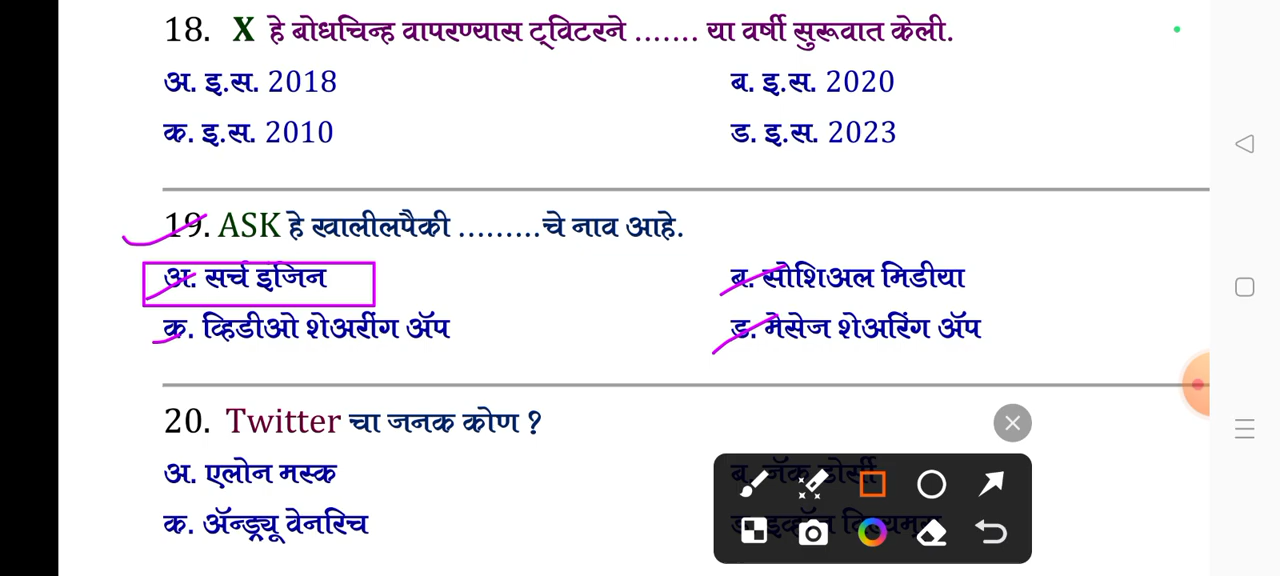 18. X हे बोधचिन्ह वापरण्यास ट्विटरने ....... या वर्षी सुरूवात केली.
अ. इ.स. 2018 ब. इ.स. 2020
क. इ.स. 2010 ड. इ.स. 2023
19. ASK हे खालीलपैकी .........चे नाव आहे.
अ. सर्च इंजिन ब. सोशिअल मिडीया
क. व्हिडीओ शेअरींग ॲप ड. मेसेज शेअरिंग ॲप
20. Twitter चा जनक कोण ?
अ. एलोन मस्क ब. जॅक डोर्सी
क. ॲन्ड्र्यू वेनरिच